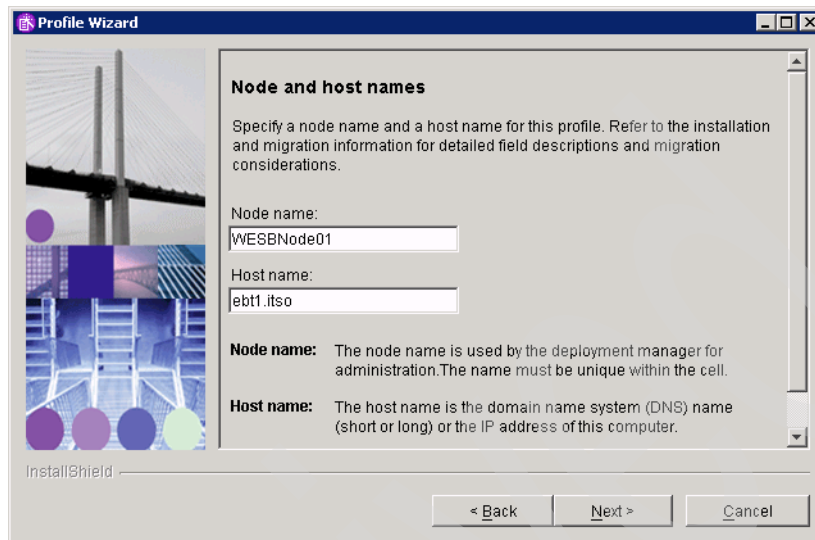 Profile Wizard
Node and host names
Specify a node name and a host name for this profile. Refer to the installation
and migration information for detailed field descriptions and migration
considerations.
Node name:
WESBNode01
Host name:
ebt1.itso
Node name: The node name is used by the deployment manager for
administration.The name must be unique within the cell.
Host name: The host name is the domain name system (DNS) name
(short or long) or the IP address of this computer.
InstallShield
< Back Next > Cancel